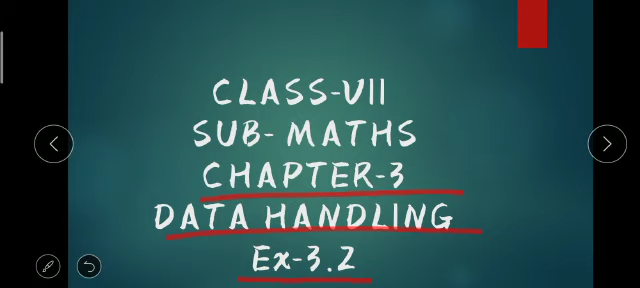 CLASS-VII
SUB- MATHS
CHAPTER-3
DATA HANDLING
Ex-3.2